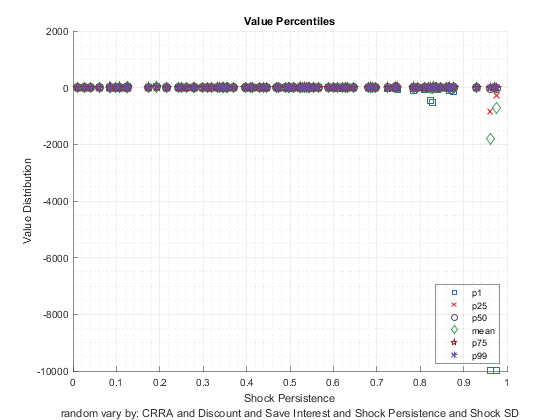 Value Percentiles
2000
0
-2000
-4000
-6000
-8000
-10000
Value Distribution
p1
p25
p50
mean
p75
p99
0
0.1
0.2
0.3
0.4
0.5
0.6
0.7
0.8
0.9
1
Shock Persistence
random vary by: CRRA and Discount and Save Interest and Shock Persistence and Shock SD